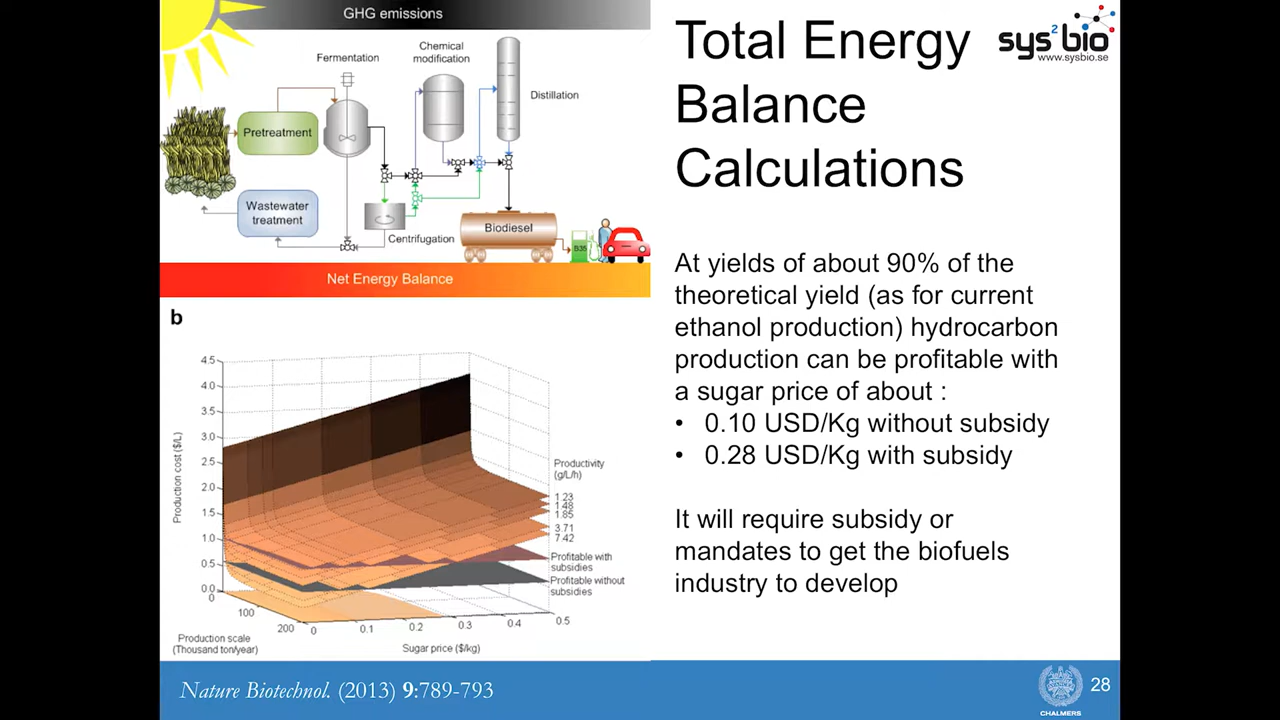 GHG emissions
Fermentation
Chemical
modification
Distillation
Pretreatment
Wastewater
treatment
Centrifugation
Biodiesel
B35
Net Energy Balance
b
4.5
4.0
3.5
3.0
2.5
2.0
1.5
1.0
0.5
0.0
Production cost ($/L)
0
100
200
Production scale
(Thousand ton/year)
0
0.1
0.2
0.3
0.4
0.5
Sugar price ($/kg)
Productivity
(g/L/h)
1.23
1.48
1.85
3.71
7.42
Profitable with
subsidies
Profitable without
subsidies
Total Energy
Balance
Calculations
sys2bio
www.sysbio.se
At yields of about 90% of the
theoretical yield (as for current
ethanol production) hydrocarbon
production can be profitable with
a sugar price of about :
• 0.10 USD/Kg without subsidy
• 0.28 USD/Kg with subsidy
It will require subsidy or
mandates to get the biofuels
industry to develop
Nature Biotechnol. (2013) 9:789-793
CHALMERS
28